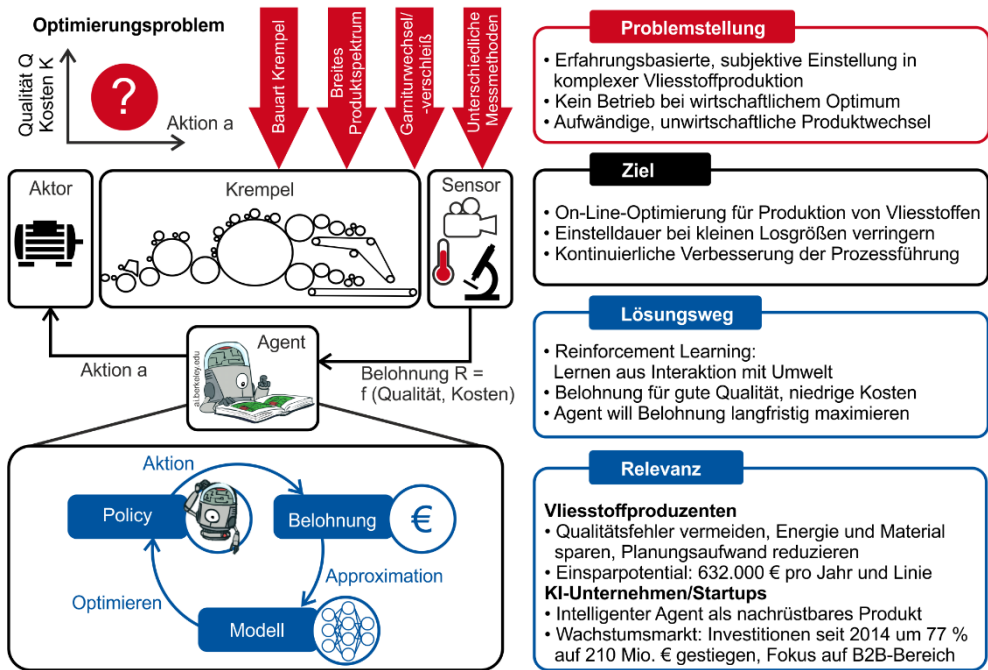 Optimierungsproblem
Qualität Q
Kosten K
?
Aktion a
Bauart Krempel
Breites
Produktspektrum
Garniturwechsel/
-verschleiß
Unterschiedliche
Messmethoden
Aktor
Krempel
Sensor
Agent
ai.berkeley.edu
Aktion a
Belohnung R =
f (Qualität, Kosten)
Aktion
Policy
Belohnung
€
Approximation
Optimieren
Modell
Problemstellung
• Erfahrungsbasierte, subjektive Einstellung in
komplexer Vliesstoffproduktion
• Kein Betrieb bei wirtschaftlichem Optimum
• Aufwändige, unwirtschaftliche Produktwechsel
Ziel
• On-Line-Optimierung für Produktion von Vliesstoffen
• Einstelldauer bei kleinen Losgrößen verringern
• Kontinuierliche Verbesserung der Prozessführung
Lösungsweg
• Reinforcement Learning:
Lernen aus Interaktion mit Umwelt
• Belohnung für gute Qualität, niedrige Kosten
• Agent will Belohnung langfristig maximieren
Relevanz
Vliesstoffproduzenten
• Qualitätsfehler vermeiden, Energie und Material
sparen, Planungsaufwand reduzieren
• Einsparpotential: 632.000 € pro Jahr und Linie
KI-Unternehmen/Startups
• Intelligenter Agent als nachrüstbares Produkt
• Wachstumsmarkt: Investitionen seit 2014 um 77 %
auf 210 Mio. € gestiegen, Fokus auf B2B-Bereich